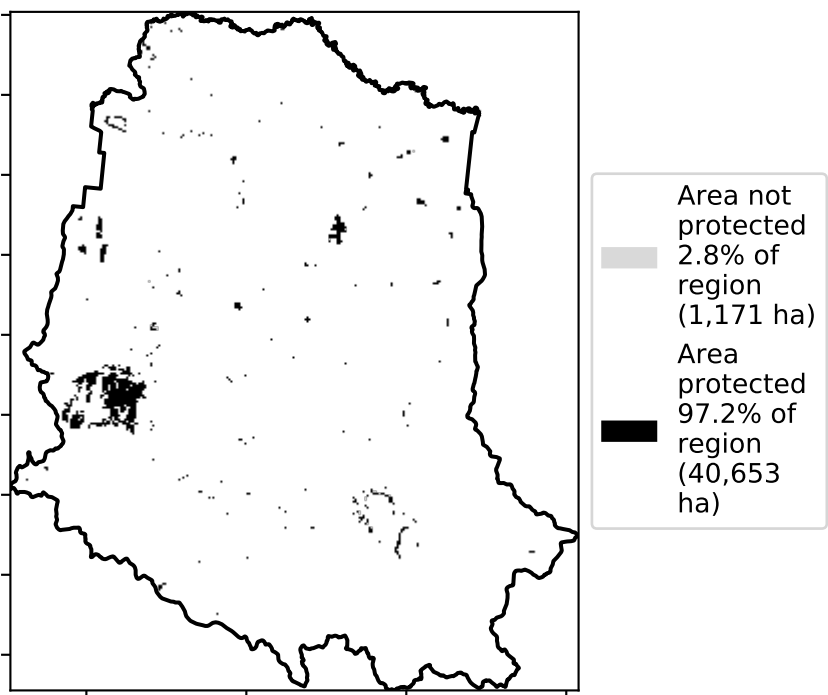 Area not
protected
2.8% of
region
(1,171 ha)
Area
protected
97.2% of
region
(40,653
ha)